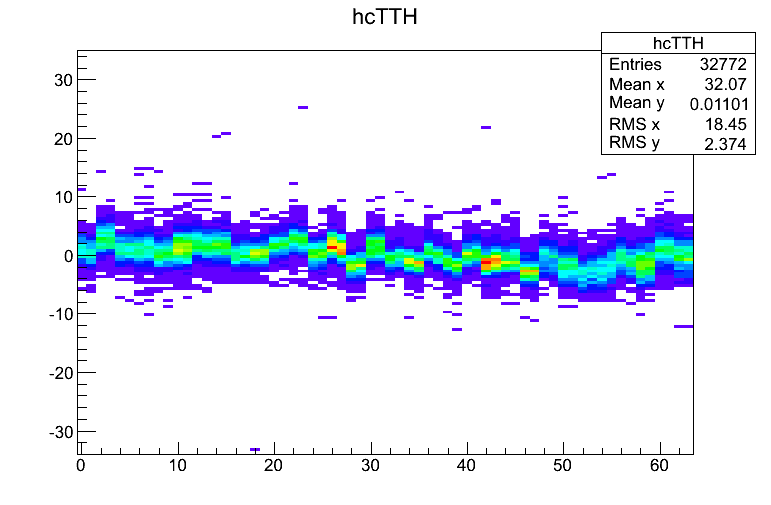 hcTTH
hcTTH
Entries 32772
Mean x 32.07
Mean y 0.01101
RMS x 18.45
RMS y 2.374
30
20
10
0
-10
-20
-30
0 10 20 30 40 50 60